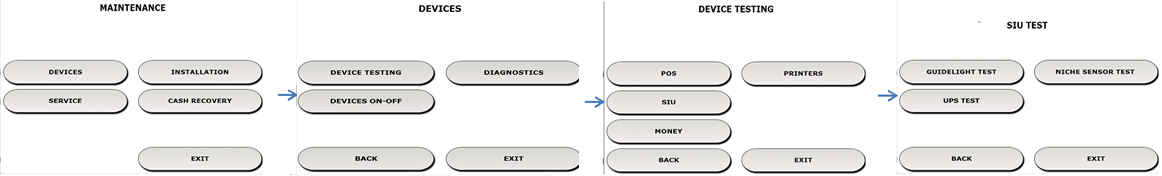 MAINTENANCE
DEVICES INSTALLATION
SERVICE CASH RECOVERY
EXIT
DEVICES
DEVICE TESTING DIAGNOSTICS
DEVICES ON-OFF
BACK EXIT
DEVICE TESTING
POS PRINTERS
SIU
MONEY
BACK EXIT
SIU TEST
GUIDELIGHT TEST NICHE SENSOR TEST
UPS TEST
BACK EXIT